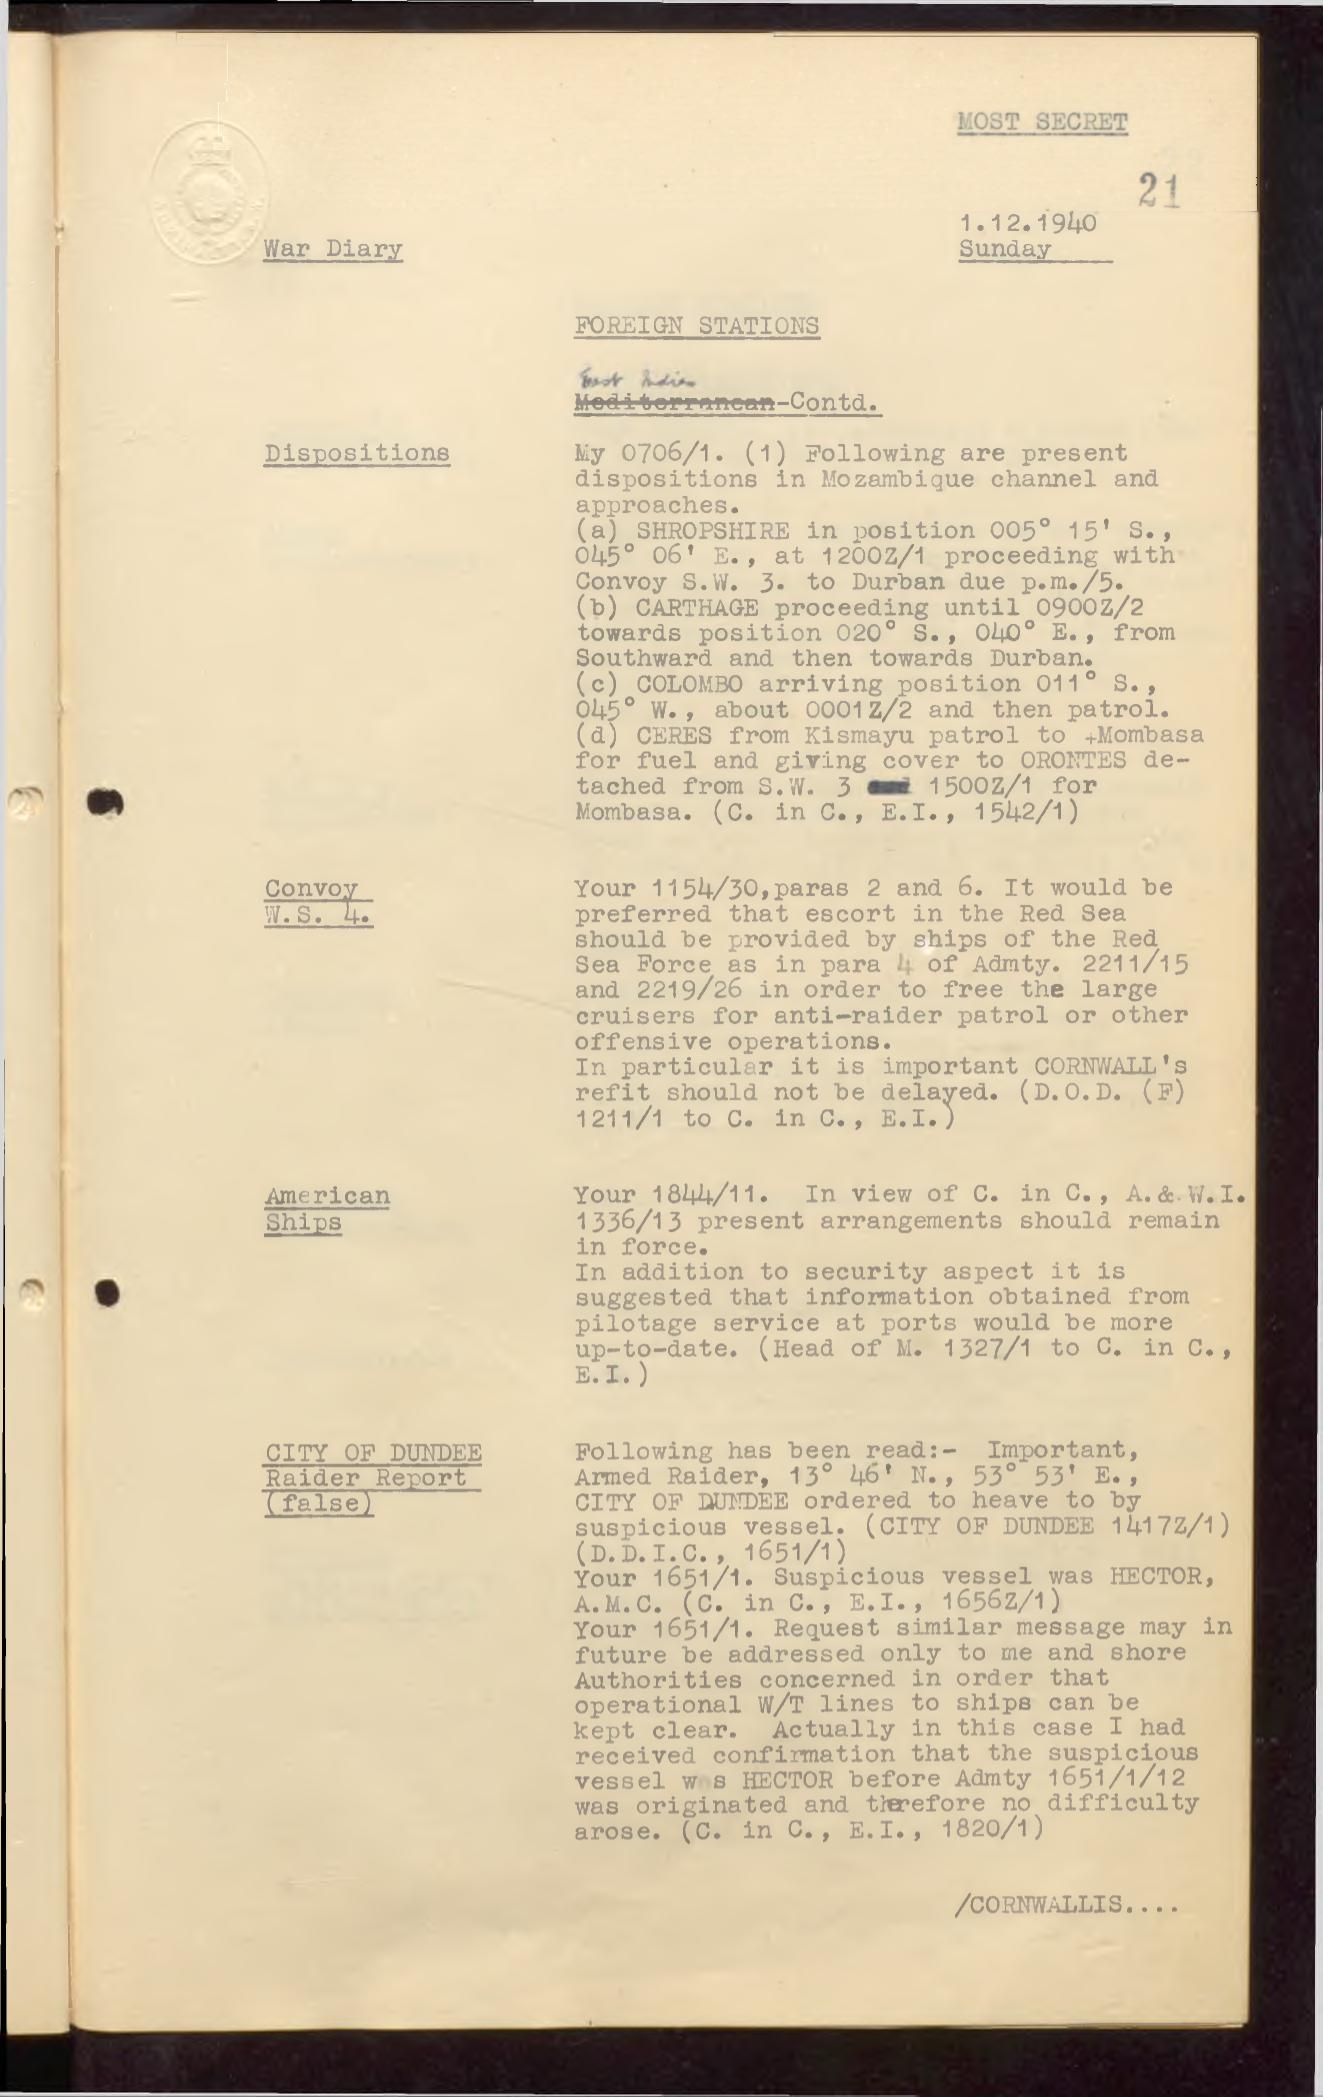 MOST SECRET
21
1.12.1940
War Diary
Sunday
FOREIGN STATIONS
East Indies
Mediterranean-Contd.
Dispositions
My 0706/1. (1) Following are present
dispositions in Mozambique channel and
approaches.
(a) SHROPSHIRE in position 005° 15' S.,
045° 06' E., at 1200Z/1 proceeding with
Convoy S.W. 3. to Durban due p.m./5.
(b) CARTHAGE proceeding until 0900Z/2
towards position 020° S., 040° E., from
Southward and then towards Durban.
(c) COLOMBO arriving position 011° S.,
045° W., about 0001Z/2 and then patrol.
(d) CERES from Kismayu patrol to +Mombasa
for fuel and giving cover to ORONTES de-
tached from S.W. 3 1500Z/1 for
Mombasa. (C. in C., E.I., 1542/1)
Convoy
W.S. 4.
Your 1154/30,paras 2 and 6. It would be
preferred that escort in the Red Sea
should be provided by ships of the Red
Sea Force as in para 4 of Admty. 2211/15
and 2219/26 in order to free the large
cruisers for anti-raider patrol or other
offensive operations.
In particular it is important CORNWALL's
refit should not be delayed. (D.O.D. (F)
1211/1 to C. in C., E.I.)
American
Ships
Your 1844/11. In view of C. in C., A.& W.I.
1336/13 present arrangements should remain
in force.
In addition to security aspect it is
suggested that information obtained from
pilotage service at ports would be more
up-to-date. (Head of M. 1327/1 to C. in C.,
E.I.)
CITY OF DUNDEE
Raider Report
(false)
Following has been read:- Important,
Armed Raider, 13° 46' N., 53° 53' E.,
CITY OF DUNDEE ordered to heave to by
suspicious vessel. (CITY OF DUNDEE 1417Z/1)
(D.D.I.C., 1651/1)
Your 1651/1. Suspicious vessel was HECTOR,
A.M.C. (C. in C., E.I., 1656Z/1)
Your 1651/1. Request similar message may in
future be addressed only to me and shore
Authorities concerned in order that
operational W/T lines to ships can be
kept clear. Actually in this case I had
received confirmation that the suspicious
vessel was HECTOR before Admty 1651/1/12
was originated and therefore no difficulty
arose. (C. in C., E.I., 1820/1)
/CORNWALLIS....